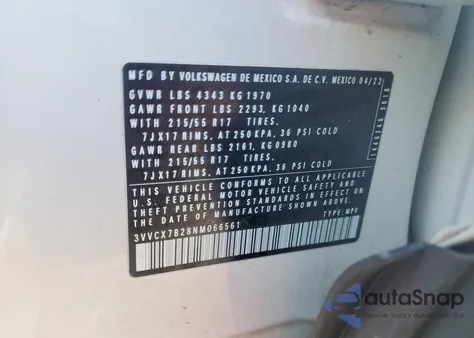 MFD BY VOLKSWAGEN DE MEXICO S.A. DE C.V. MEXICO 04/22
GVWR LBS 4343 KG 1970
GAWR FRONT LBS 2293, KG 1040
WITH 215/55 R17 TIRES.
7JX17 RIMS, AT 250 KPA, 36 PSI COLD
GAWR REAR LBS 2161, KG 0980
WITH 215/55 R17 TIRES.
7JX17 RIMS, AT 250 KPA, 36 PSI COLD
THIS VEHICLE CONFORMS TO ALL APPLICABLE
U.S. FEDERAL MOTOR VEHICLE SAFETY AND
THEFT PREVENTION STANDARDS IN EFFECT ON
THE DATE OF MANUFACTURE SHOWN ABOVE.
3VVCX7B28NM066561 TYPE: MPV
autoSnap